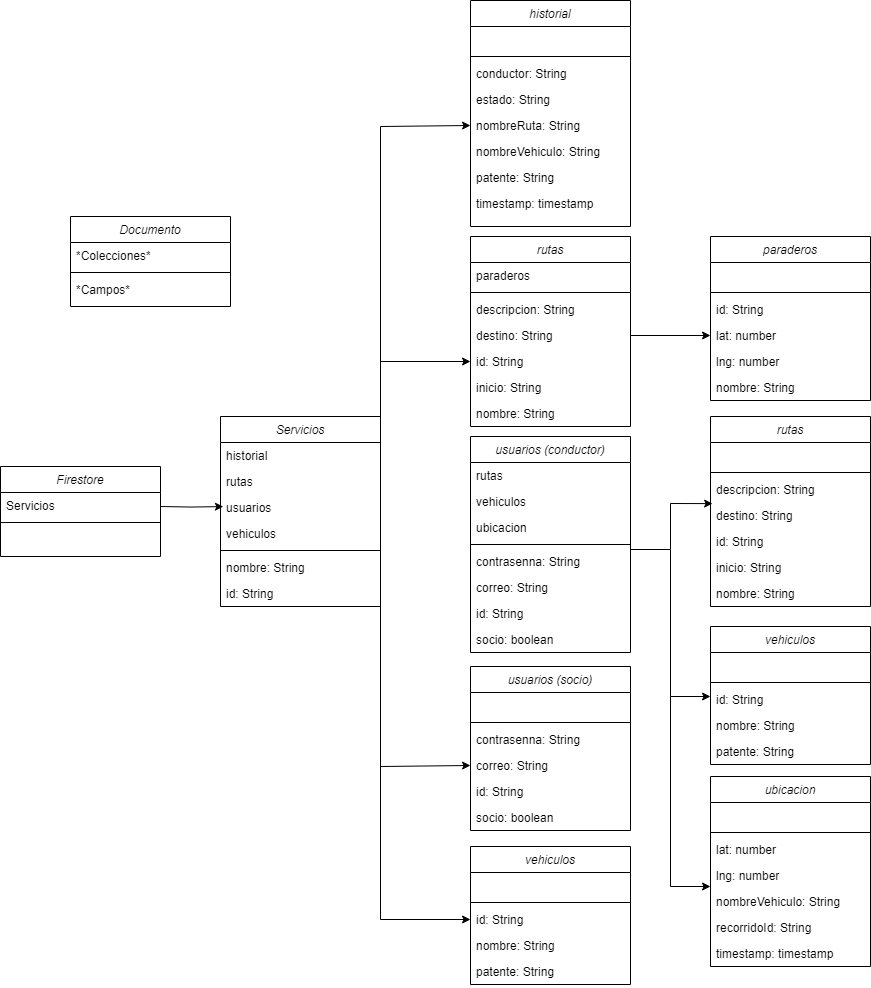 historial
conductor: String
estado: String
nombreRuta: String
nombreVehiculo: String
patente: String
timestamp: timestamp
Documento
*Colecciones*
*Campos*
rutas
paraderos
descripcion: String
destino: String
id: String
inicio: String
nombre: String
paraderos
id: String
lat: number
lng: number
nombre: String
Firestore
Servicios
Servicios
historial
rutas
usuarios
vehiculos
nombre: String
id: String
usuarios (conductor)
rutas
vehiculos
ubicacion
contrasenna: String
correo: String
id: String
socio: boolean
rutas
descripcion: String
destino: String
id: String
inicio: String
nombre: String
usuarios (socio)
contrasenna: String
correo: String
id: String
socio: boolean
vehiculos
id: String
nombre: String
patente: String
vehiculos
id: String
nombre: String
patente: String
ubicacion
lat: number
lng: number
nombreVehiculo: String
recorridoId: String
timestamp: timestamp